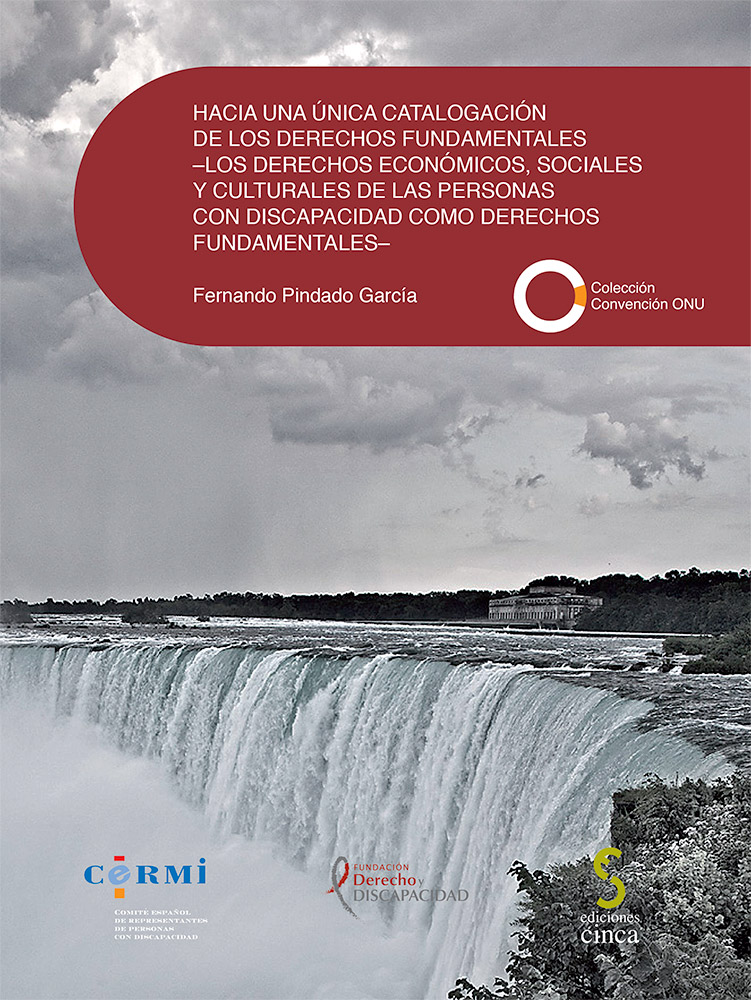 HACIA UNA ÚNICA CATALOGACIÓN
DE LOS DERECHOS FUNDAMENTALES
–LOS DERECHOS ECONÓMICOS, SOCIALES
Y CULTURALES DE LAS PERSONAS
CON DISCAPACIDAD COMO DERECHOS
FUNDAMENTALES–
Fernando Pindado García
Colección
Convención ONU
CeRMi
COMITÉ ESPAÑOL
DE REPRESENTANTES
DE PERSONAS
CON DISCAPACIDAD
FUNDACIÓN
Derecho y
DISCAPACIDAD
ediciones
cinca